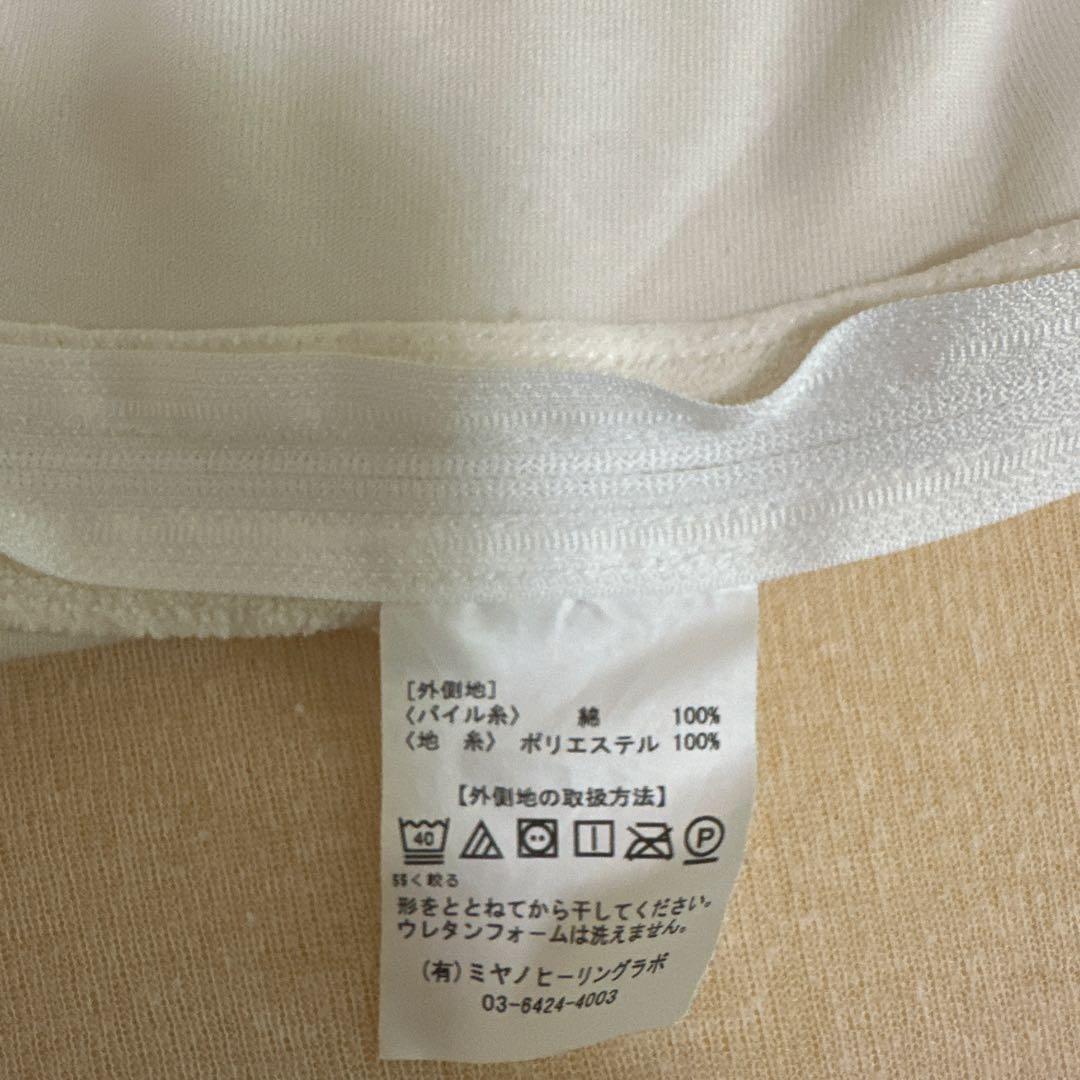 [外側地]
〈パイル糸〉 綿 100%
〈地 糸〉 ポリエステル 100%
【外側地の取扱方法】
40 P
弱く絞る
形をととねてから干してください。
ウレタンフォームは洗えません。
(有)ミヤノヒーリングラボ
03-6424-4003